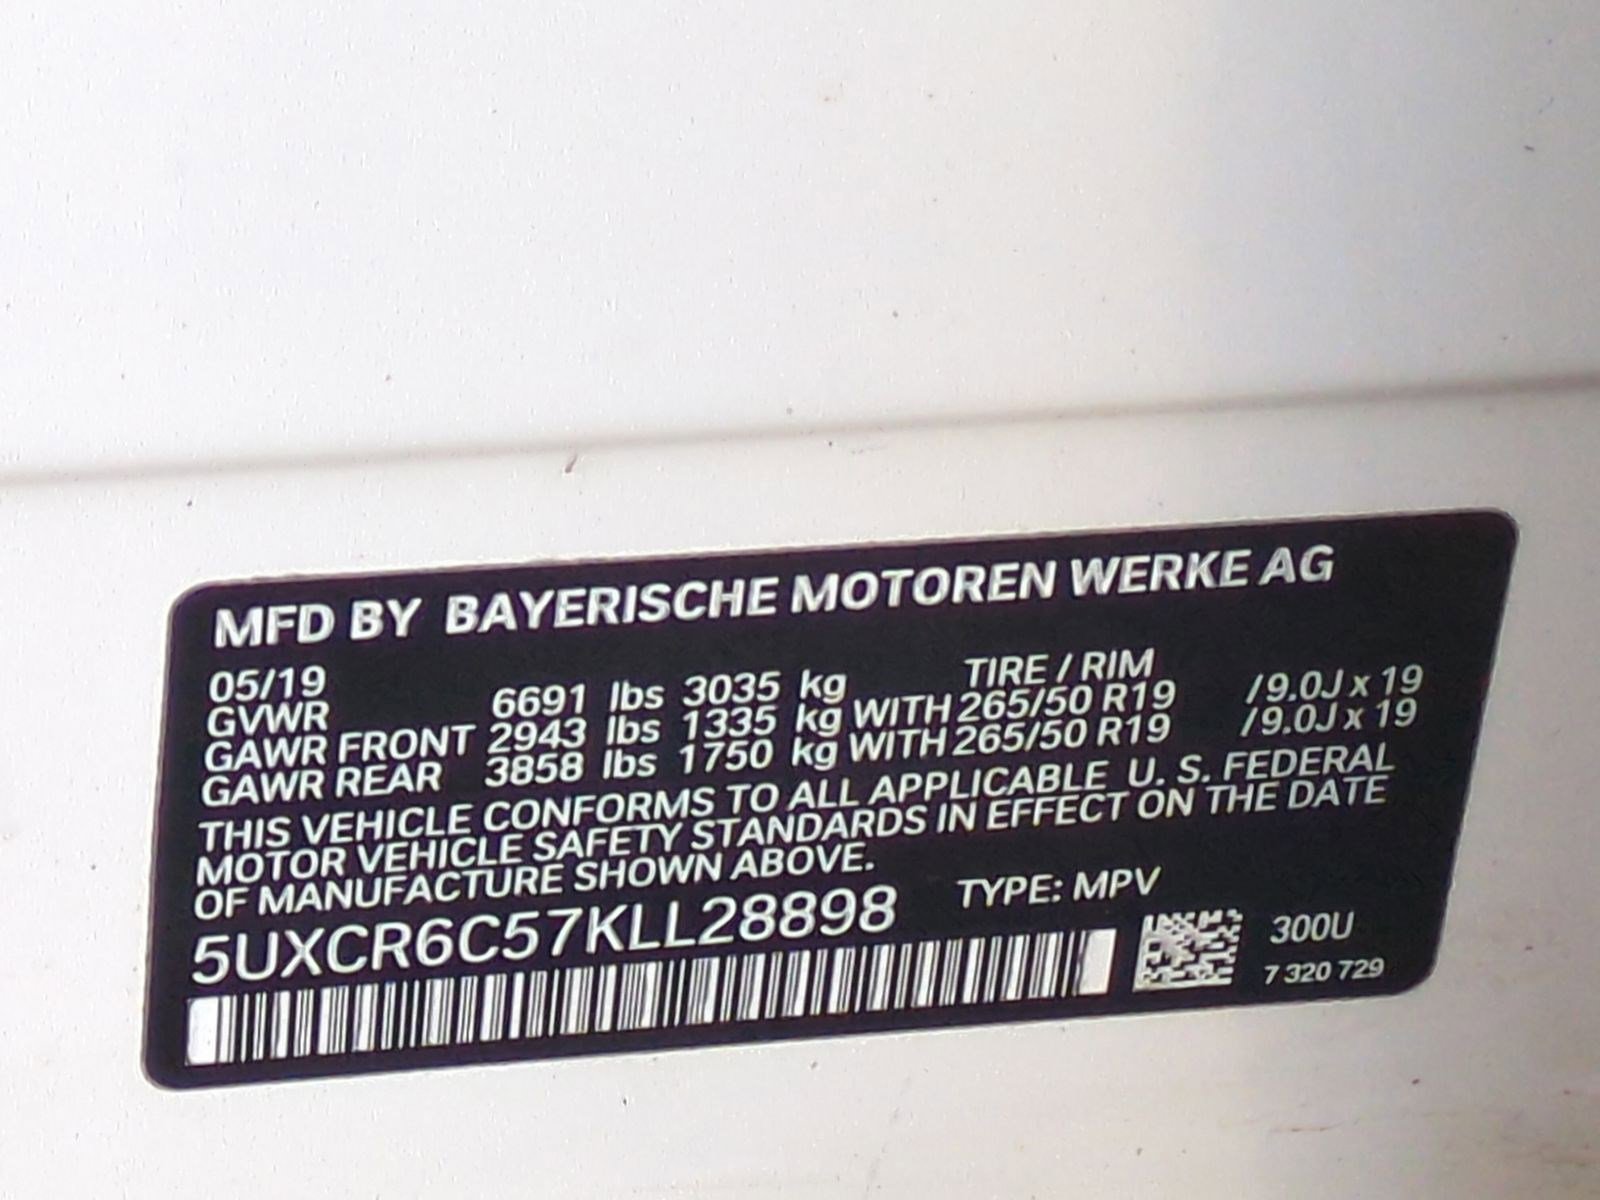 MFD BY BAYERISCHE MOTOREN WERKE AG
05/19 TIRE / RIM
GVWR 6691 lbs 3035 kg
GAWR FRONT 2943 lbs 1335 kg WITH 265/50 R19 /9.0J x 19
GAWR REAR 3858 lbs 1750 kg WITH 265/50 R19 /9.0J x 19
THIS VEHICLE CONFORMS TO ALL APPLICABLE U. S. FEDERAL
MOTOR VEHICLE SAFETY STANDARDS IN EFFECT ON THE DATE
OF MANUFACTURE SHOWN ABOVE.
5UXCR6C57KLL28898 TYPE: MPV
300U
7 320 729